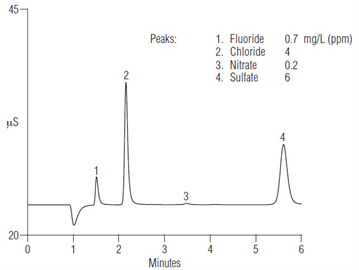 45
Peaks: 1. Fluoride 0.7 mg/L (ppm)
2. Chloride 4
3. Nitrate 0.2
4. Sulfate 6
2
µS
4
1
3
20
0 1 2 3 4 5 6
Minutes